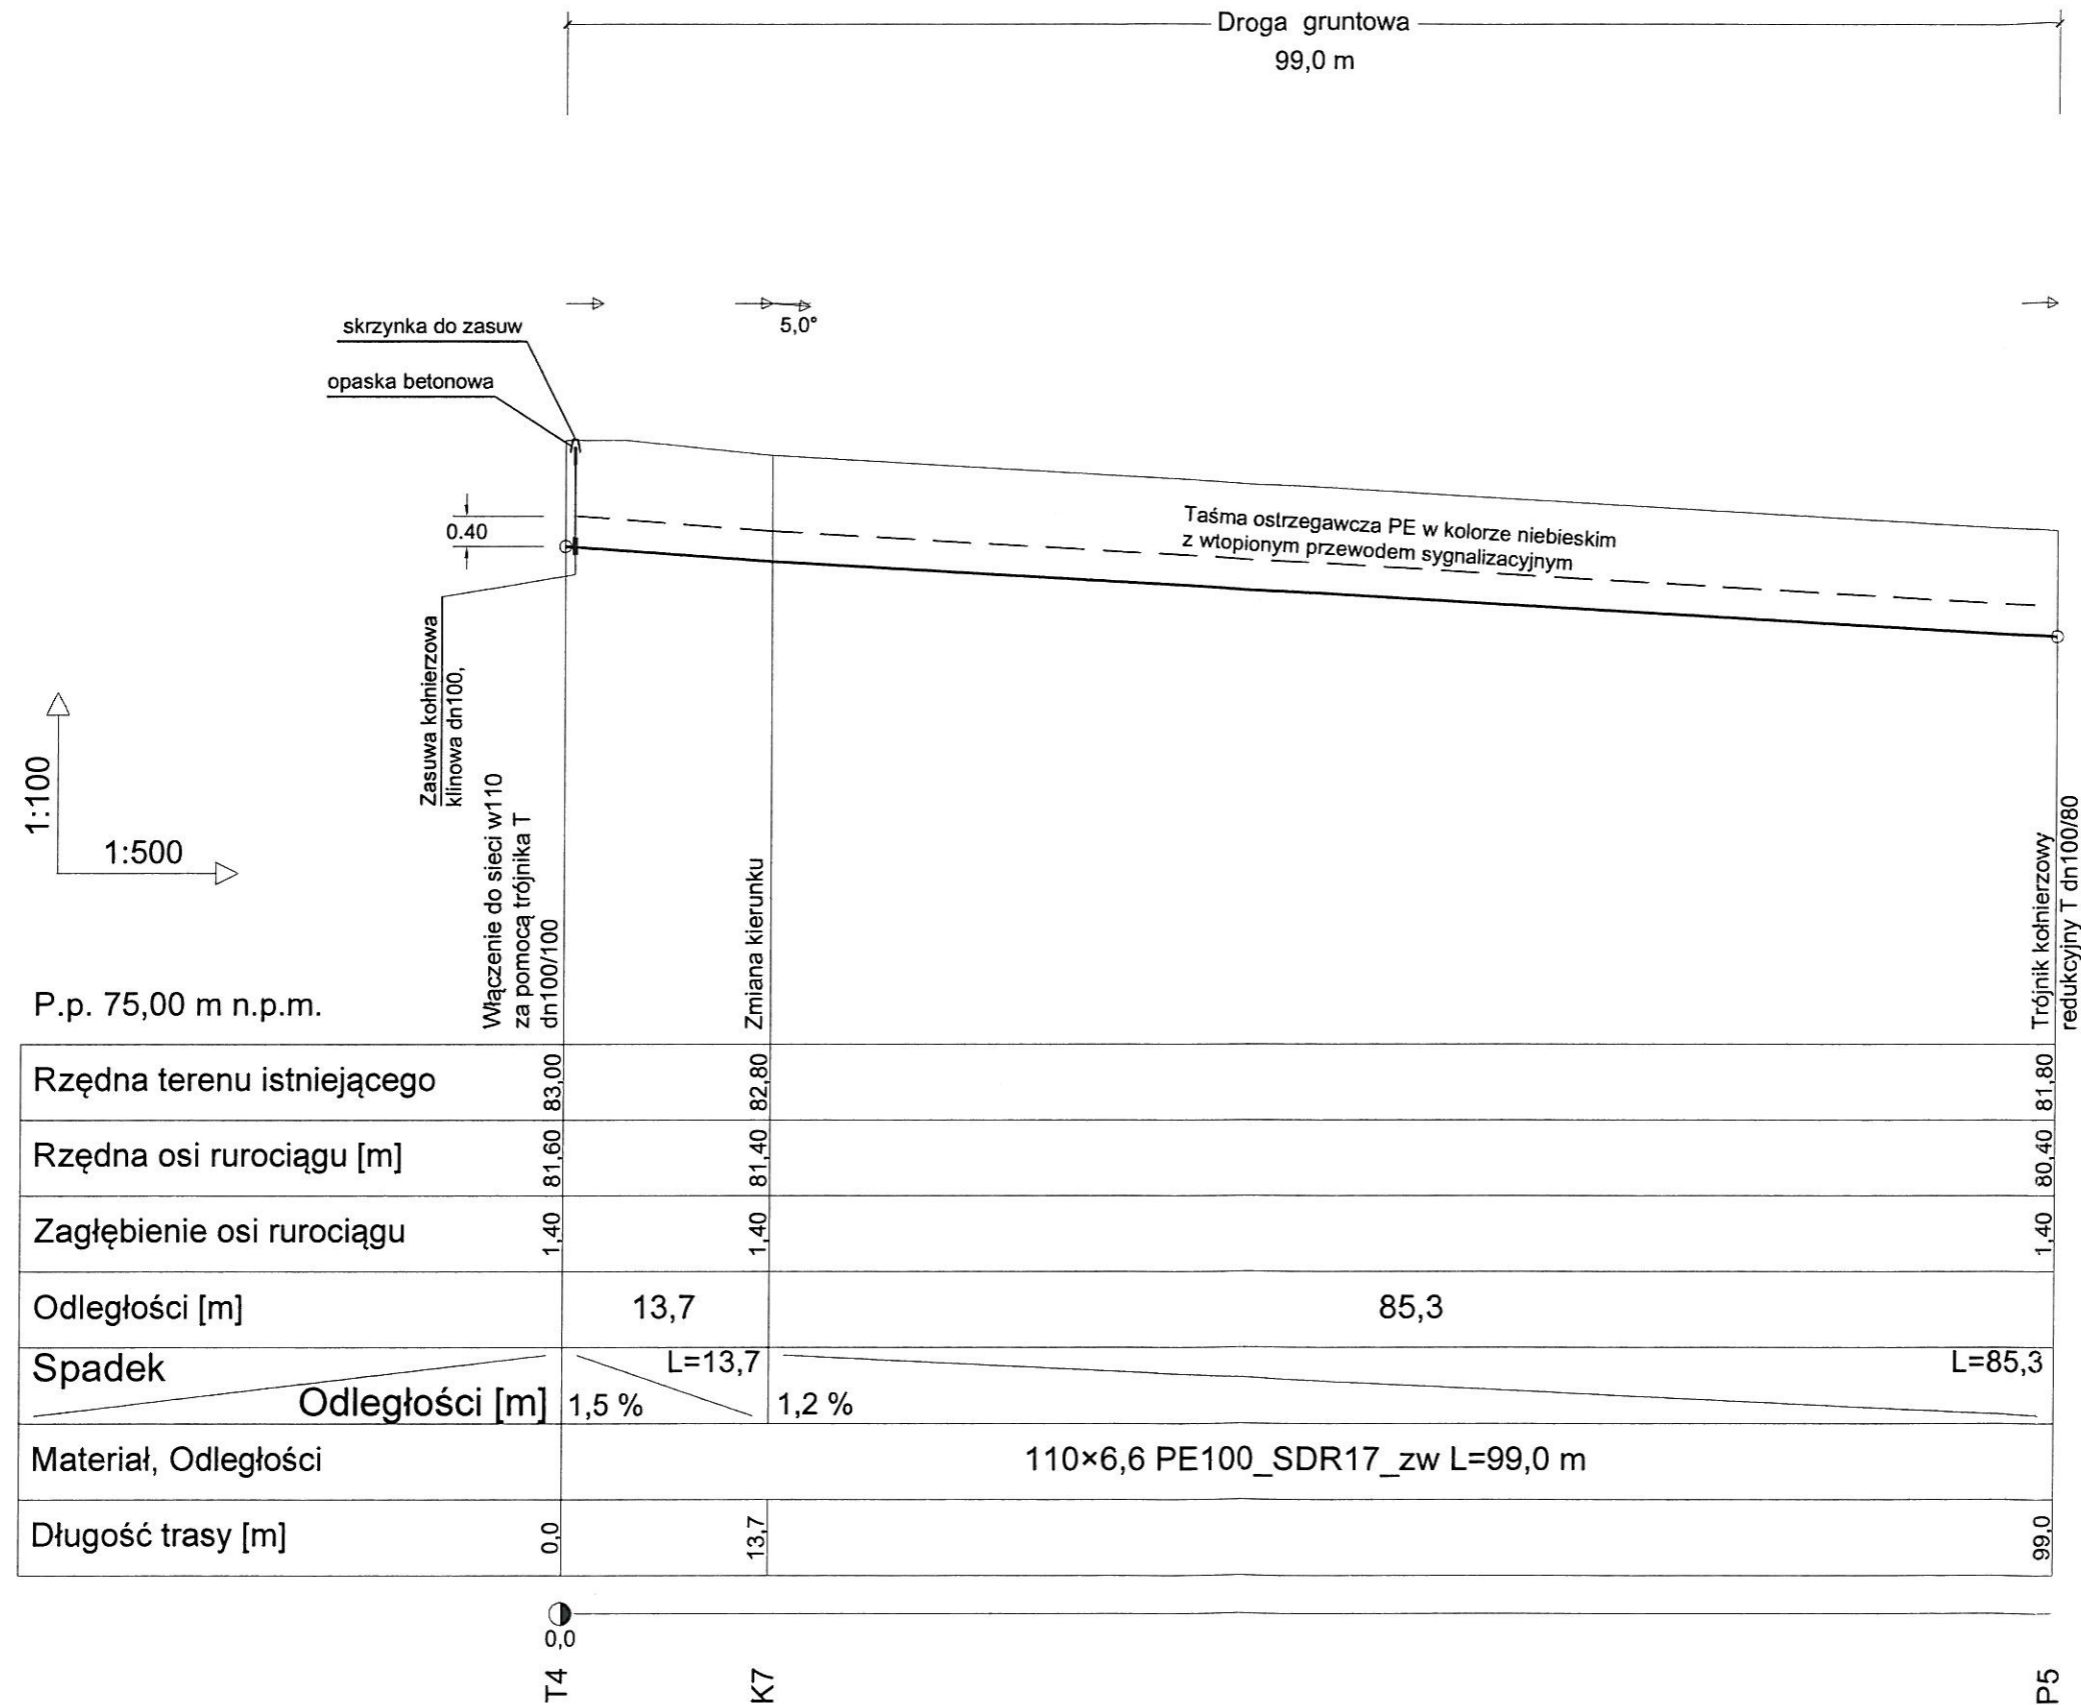 Droga gruntowa
99,0 m
5,0°
skrzynka do zasuw
opaska betonowa
0.40
Taśma ostrzegawcza PE w kolorze niebieskim
z wtopionym przewodem sygnalizacyjnym
Zasuwa kołnierzowa
klinowa dn100,
1:100
1:500
Włączenie do sieci w110
za pomocą trójnika T
dn100/100
Zmiana kierunku
Trójnik kołnierzowy
redukcyjny T dn100/80
P.p. 75,00 m n.p.m.
Rzędna terenu istniejącego 83,00 82,80 81,80
Rzędna osi rurociągu [m] 81,60 81,40 80,40
Zagłębienie osi rurociągu 1,40 1,40 1,40
Odległości [m] 13,7 85,3
Spadek L=13,7 L=85,3
Odległości [m] 1,5 % 1,2 %
Materiał, Odległości 110×6,6 PE100_SDR17_zw L=99,0 m
Długość trasy [m] 0,0 13,7 99,0
0,0
T4 K7 P5